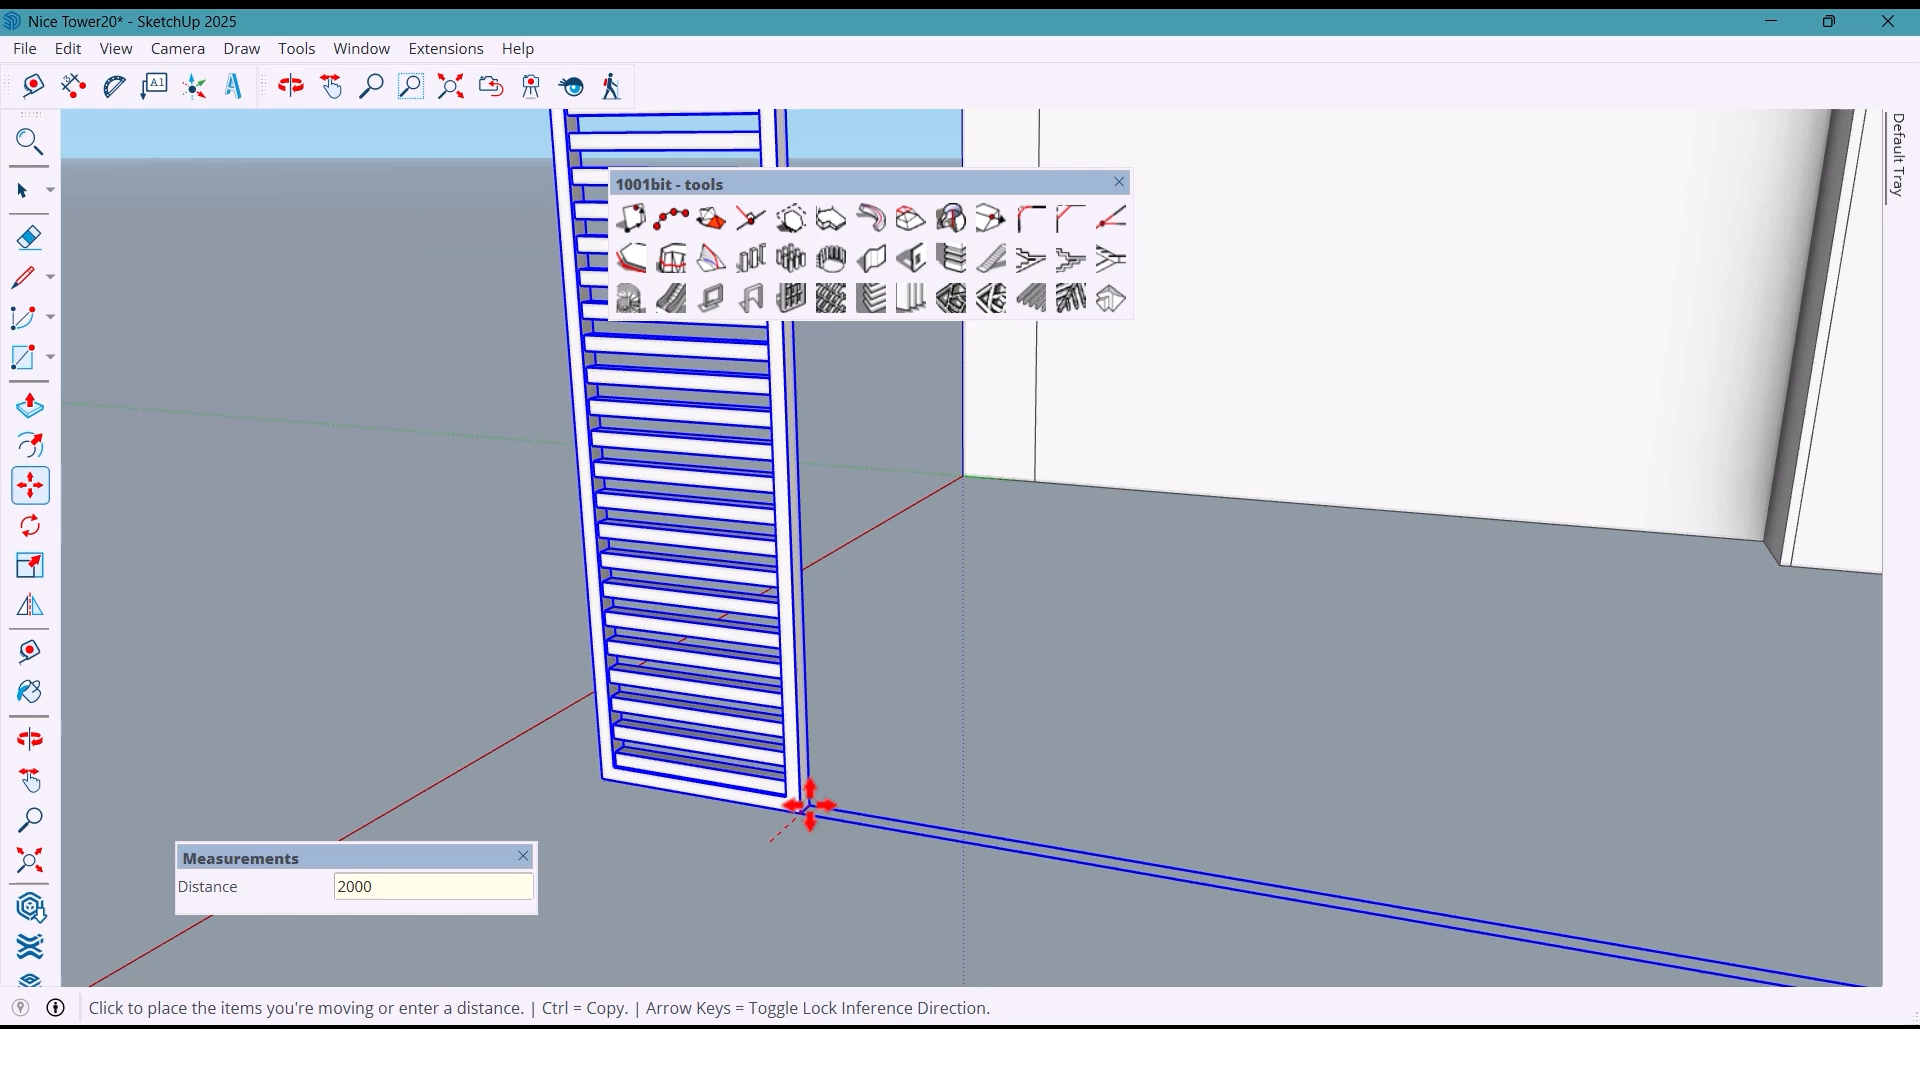 Nice Tower20* - SketchUp 2025
File Edit View Camera Draw Tools Window Extensions Help
A1
Default Tray
1001bit - tools
Measurements
Distance 2000
Click to place the items you're moving or enter a distance. | Ctrl = Copy. | Arrow Keys = Toggle Lock Inference Direction.